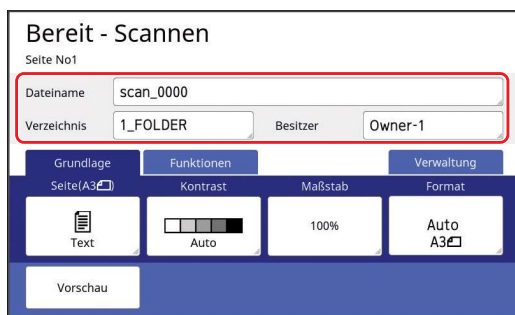 Bereit - Scannen
Seite No1
Dateiname scan_0000
Verzeichnis 1_FOLDER Besitzer Owner-1
Grundlage Funktionen Verwaltung
Seite(A3) Kontrast Maßstab Format
Text Auto 100% Auto A3
Vorschau